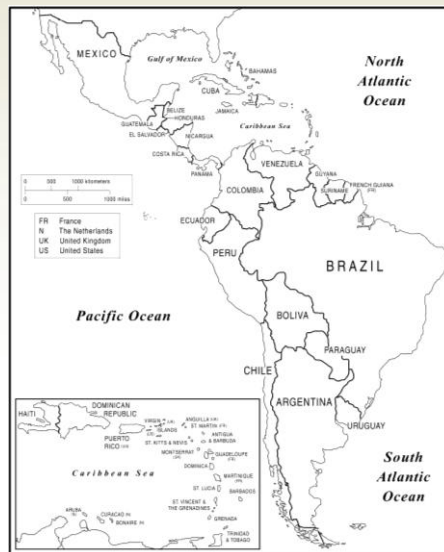 MEXICO
Gulf of Mexico
North
Atlantic
Ocean
BAHAMAS
CUBA
JAMAICA
BELIZE
HONDURAS
GUATEMALA
EL SALVADOR
NICARAGUA
Caribbean Sea
COSTA RICA
PANAMA
VENEZUELA
GUYANA
SURINAME
FRENCH GUIANA
COLOMBIA
0 500 1000 kilometers
0 500 1000 miles
FR France
N The Netherlands
UK United Kingdom
US United States
ECUADOR
PERU
BRAZIL
Pacific Ocean
BOLIVA
PARAGUAY
CHILE
ARGENTINA
URUGUAY
South
Atlantic
Ocean
HAITI
DOMINICAN
REPUBLIC
PUERTO
RICO
VIRGIN
ISLANDS
ANGUILLA
ST. MARTIN
ST. KITTS & NEVIS
ANTIGUA
& BARBUDA
MONTSERRAT
GUADELOUPE
DOMINICA
Caribbean Sea
MARTINIQUE
ST. LUCIA
BARBADOS
ST. VINCENT &
THE GRENADINES
ARUBA
CURACAO
BONAIRE
GRENADA
TRINIDAD
& TOBAGO